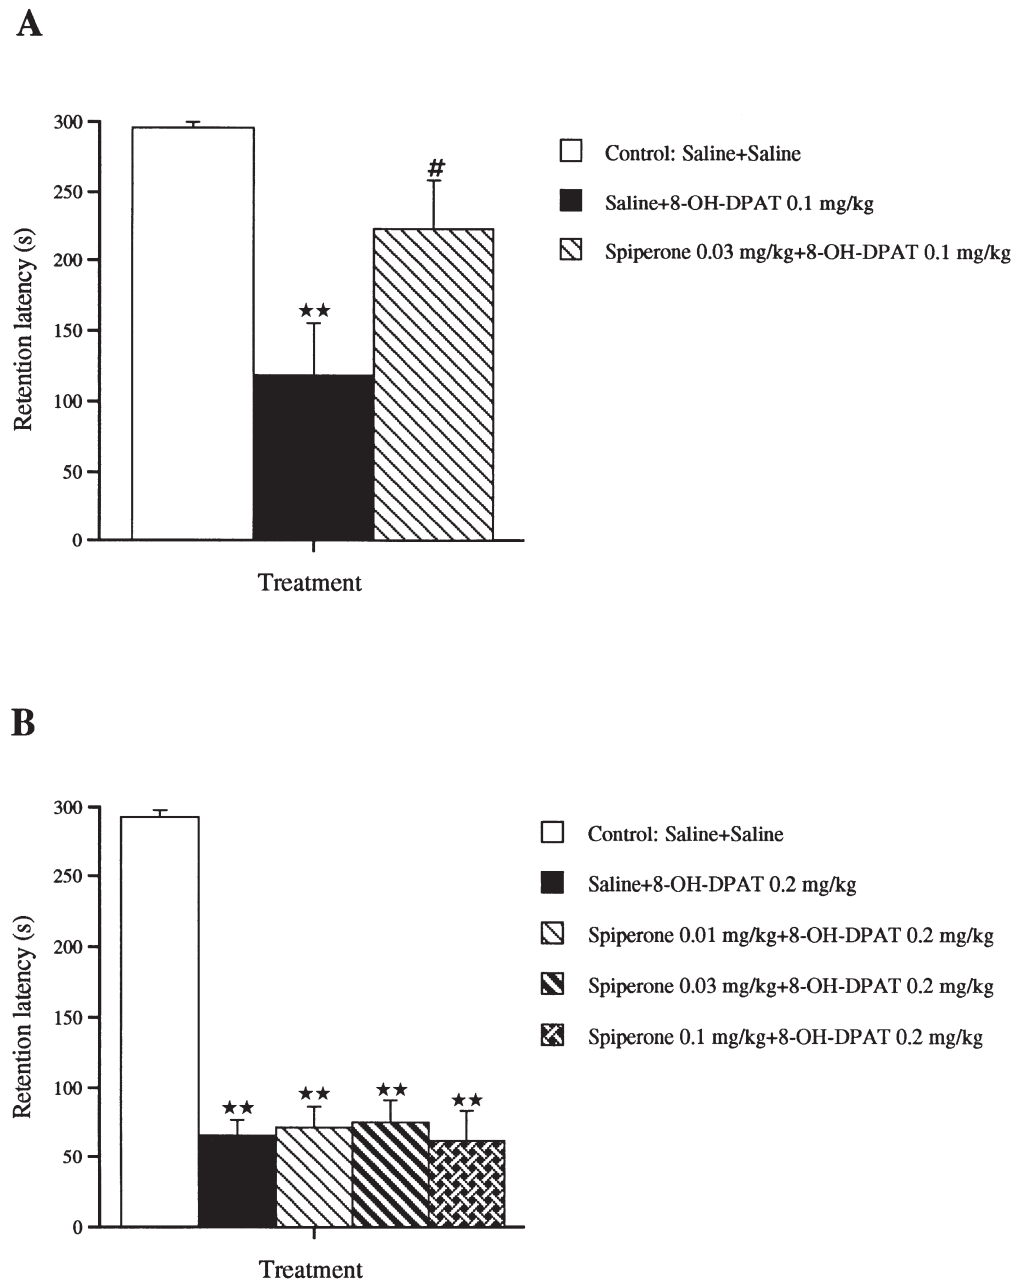 A
300
250
200
150
100
50
0
Retention latency (s)
#
★★
Treatment
Control: Saline+Saline
Saline+8-OH-DPAT 0.1 mg/kg
Spiperone 0.03 mg/kg+8-OH-DPAT 0.1 mg/kg
B
300
250
200
150
100
50
0
Retention latency (s)
★★
★★
★★
★★
Treatment
Control: Saline+Saline
Saline+8-OH-DPAT 0.2 mg/kg
Spiperone 0.01 mg/kg+8-OH-DPAT 0.2 mg/kg
Spiperone 0.03 mg/kg+8-OH-DPAT 0.2 mg/kg
Spiperone 0.1 mg/kg+8-OH-DPAT 0.2 mg/kg